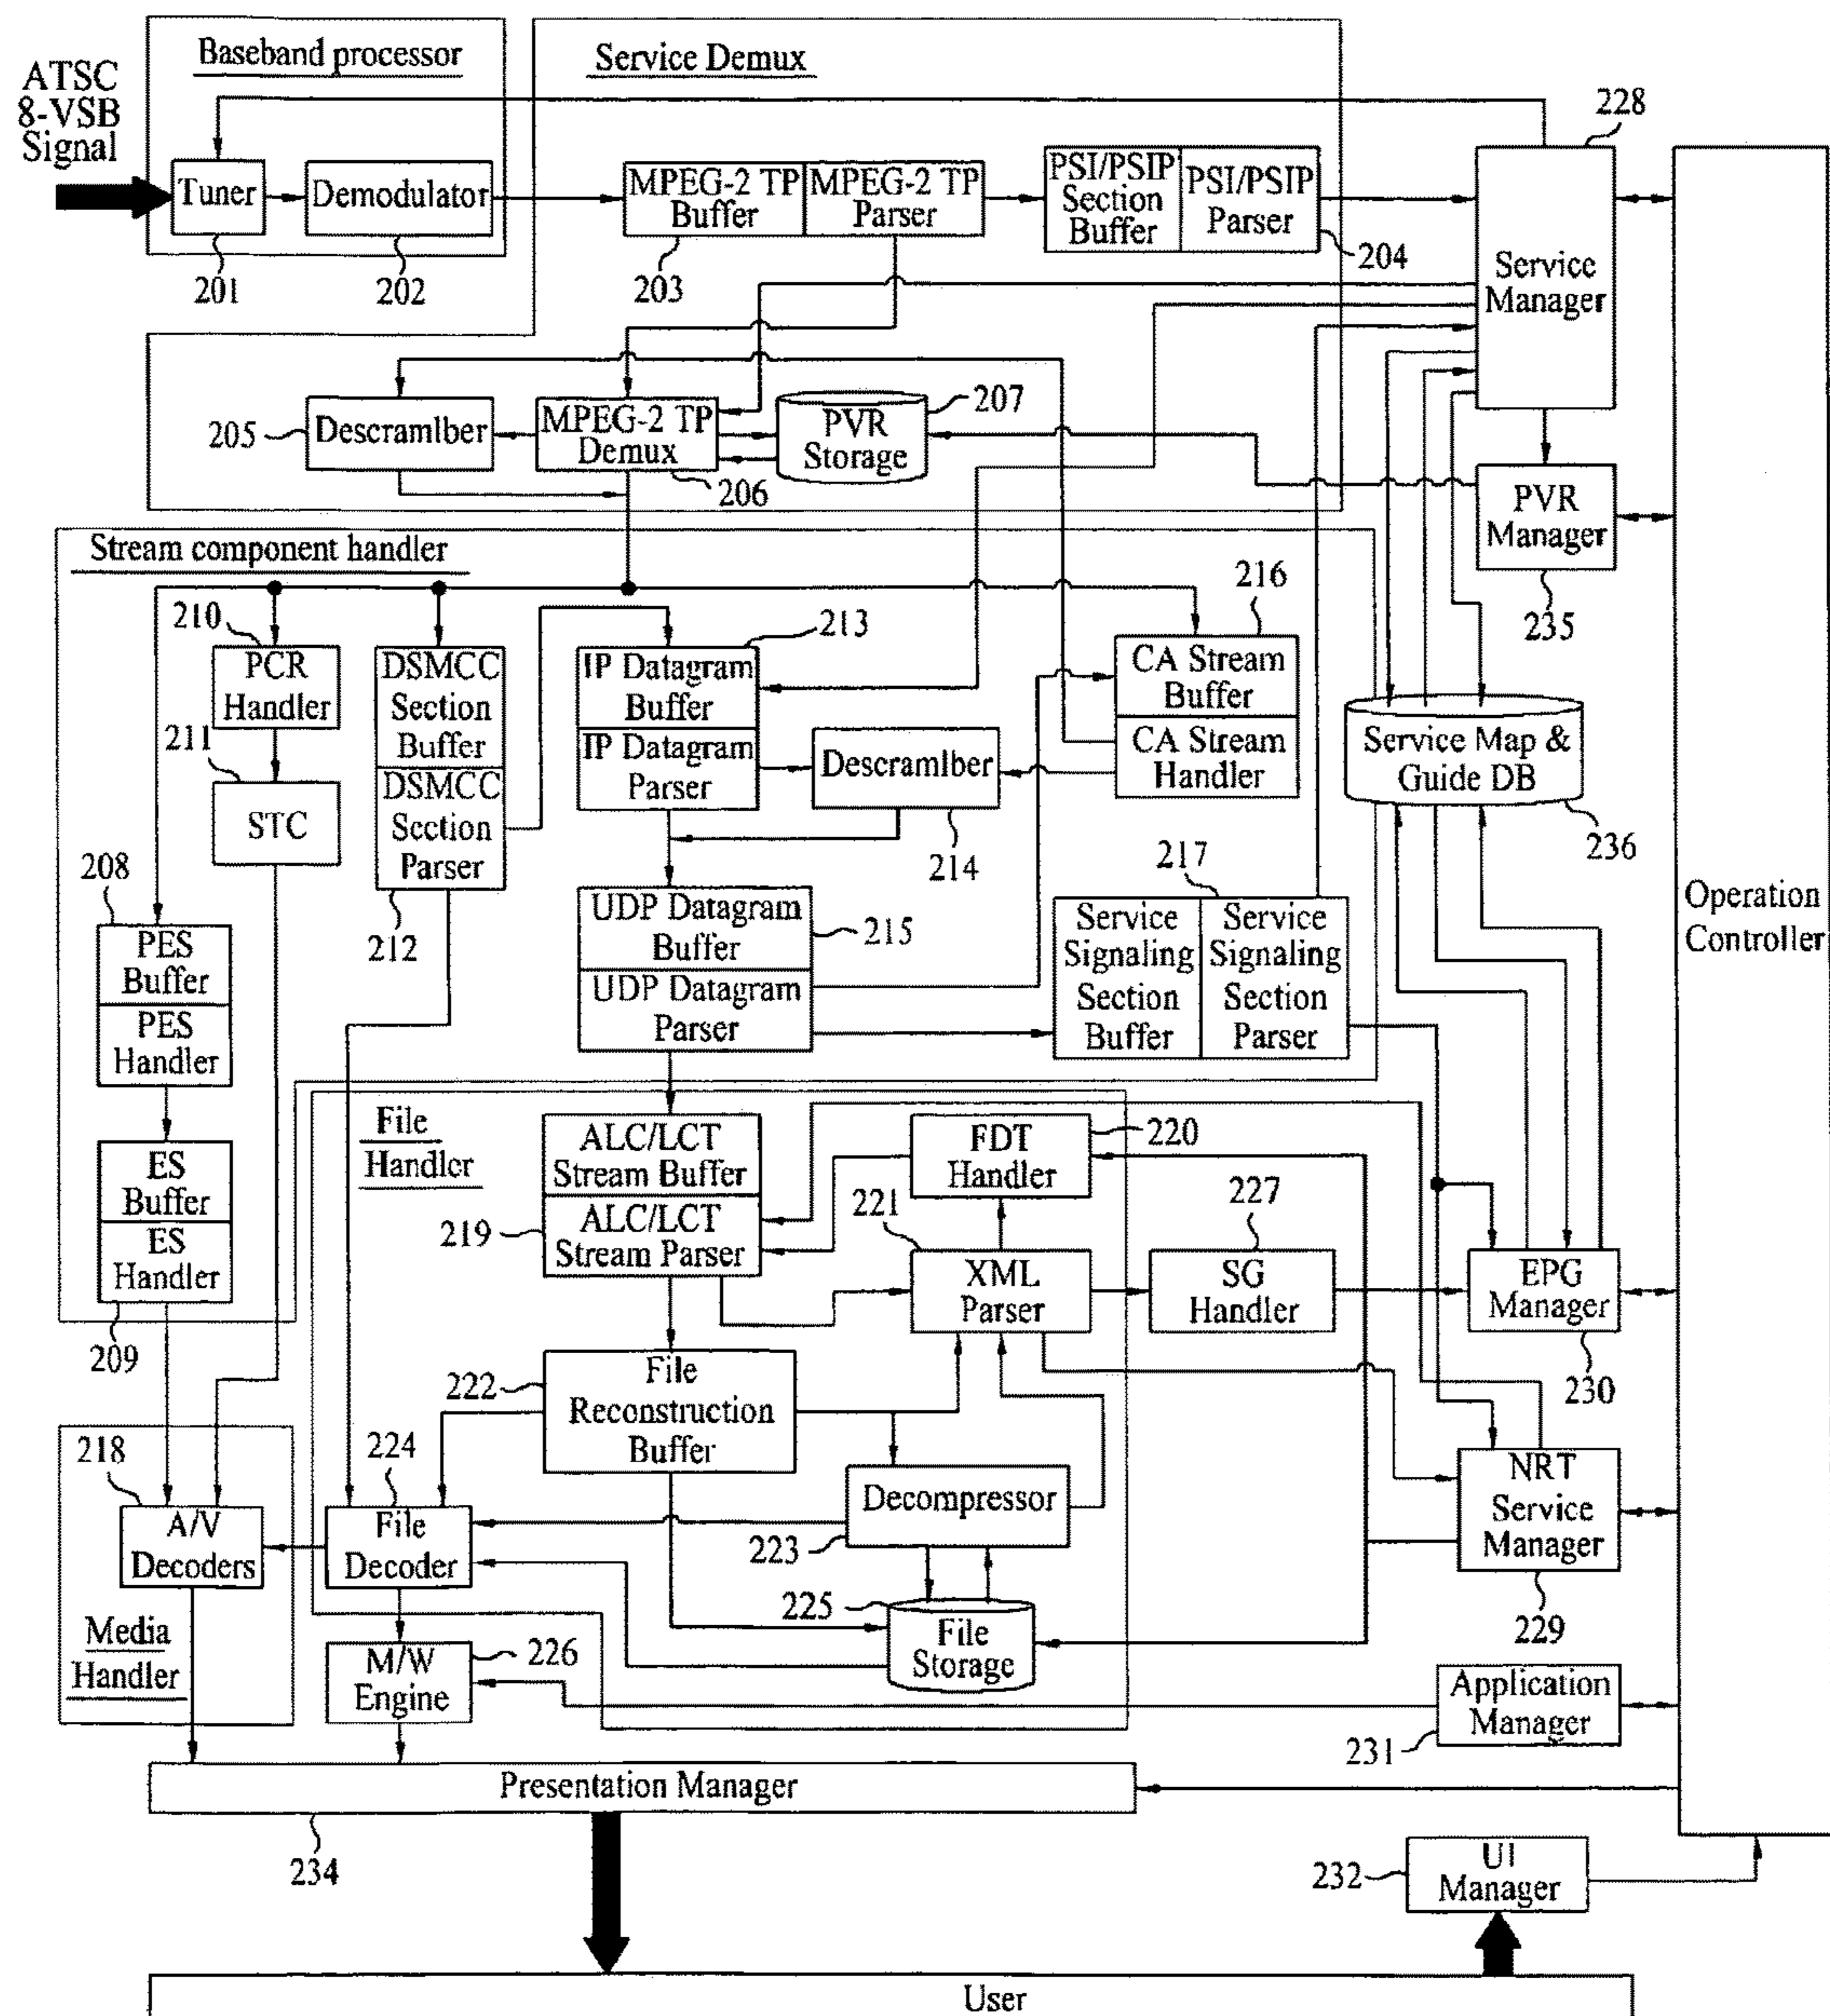 Baseband processor
Service Demux
ATSC
8-VSB
Signal
228
Tuner
Demodulator
MPEG-2 TP
Buffer
MPEG-2 TP
Parser
PSI/PSIP
Section
Buffer
PSI/PSIP
Parser
201
202
203
204
Service
Manager
205
Descramlber
MPEG-2 TP
Demux
206
PVR
Storage
207
PVR
Manager
235
Stream component handler
210
PCR
Handler
211
STC
DSMCC
Section
Buffer
DSMCC
Section
Parser
212
213
IP Datagram
Buffer
IP Datagram
Parser
Descramlber
214
216
CA Stream
Buffer
CA Stream
Handler
Service Map &
Guide DB
236
208
PES
Buffer
PES
Handler
UDP Datagram
Buffer
UDP Datagram
Parser
215
217
Service
Signaling
Section
Buffer
Service
Signaling
Section
Parser
Operation
Controller
ES
Buffer
ES
Handler
209
File
Handler
ALC/LCT
Stream Buffer
ALC/LCT
Stream Parser
219
FDT
Handler
220
221
XML
Parser
227
SG
Handler
EPG
Manager
230
222
File
Reconstruction
Buffer
218
A/V
Decoders
224
File
Decoder
Decompressor
223
NRT
Service
Manager
229
225
File
Storage
Media
Handler
M/W
Engine
226
Application
Manager
231
Presentation Manager
234
232
UI
Manager
User